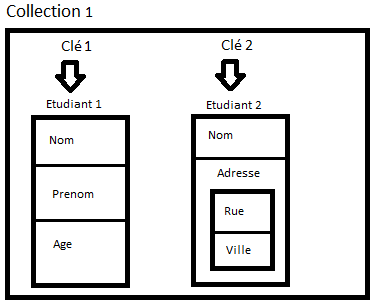 Collection 1
Clé 1
Clé 2
Etudiant 1
Etudiant 2
Nom
Prenom
Age
Nom
Adresse
Rue
Ville